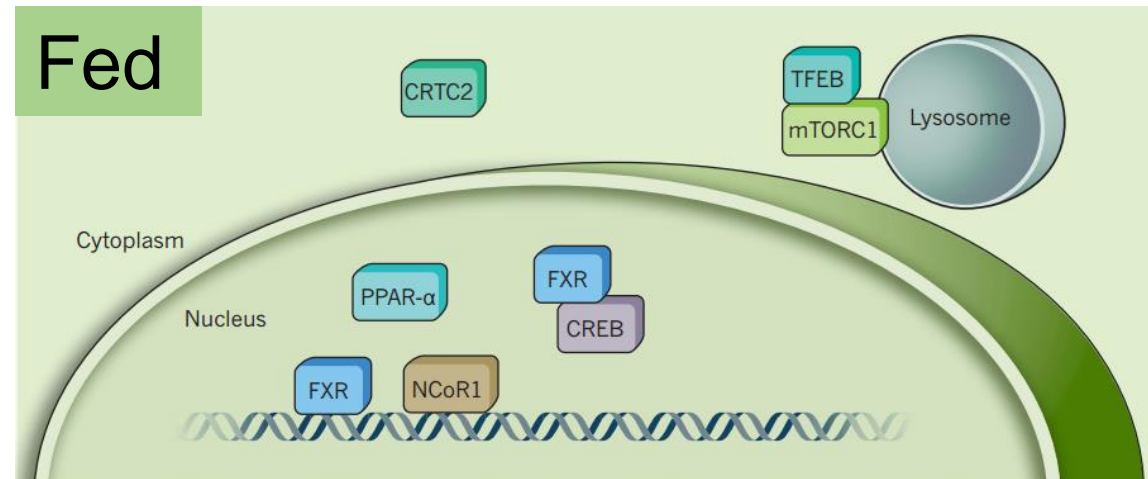 Fed
CRTC2
TFEB
mTORC1
Lysosome
Cytoplasm
Nucleus
PPAR-α
FXR
CREB
FXR
NCoR1